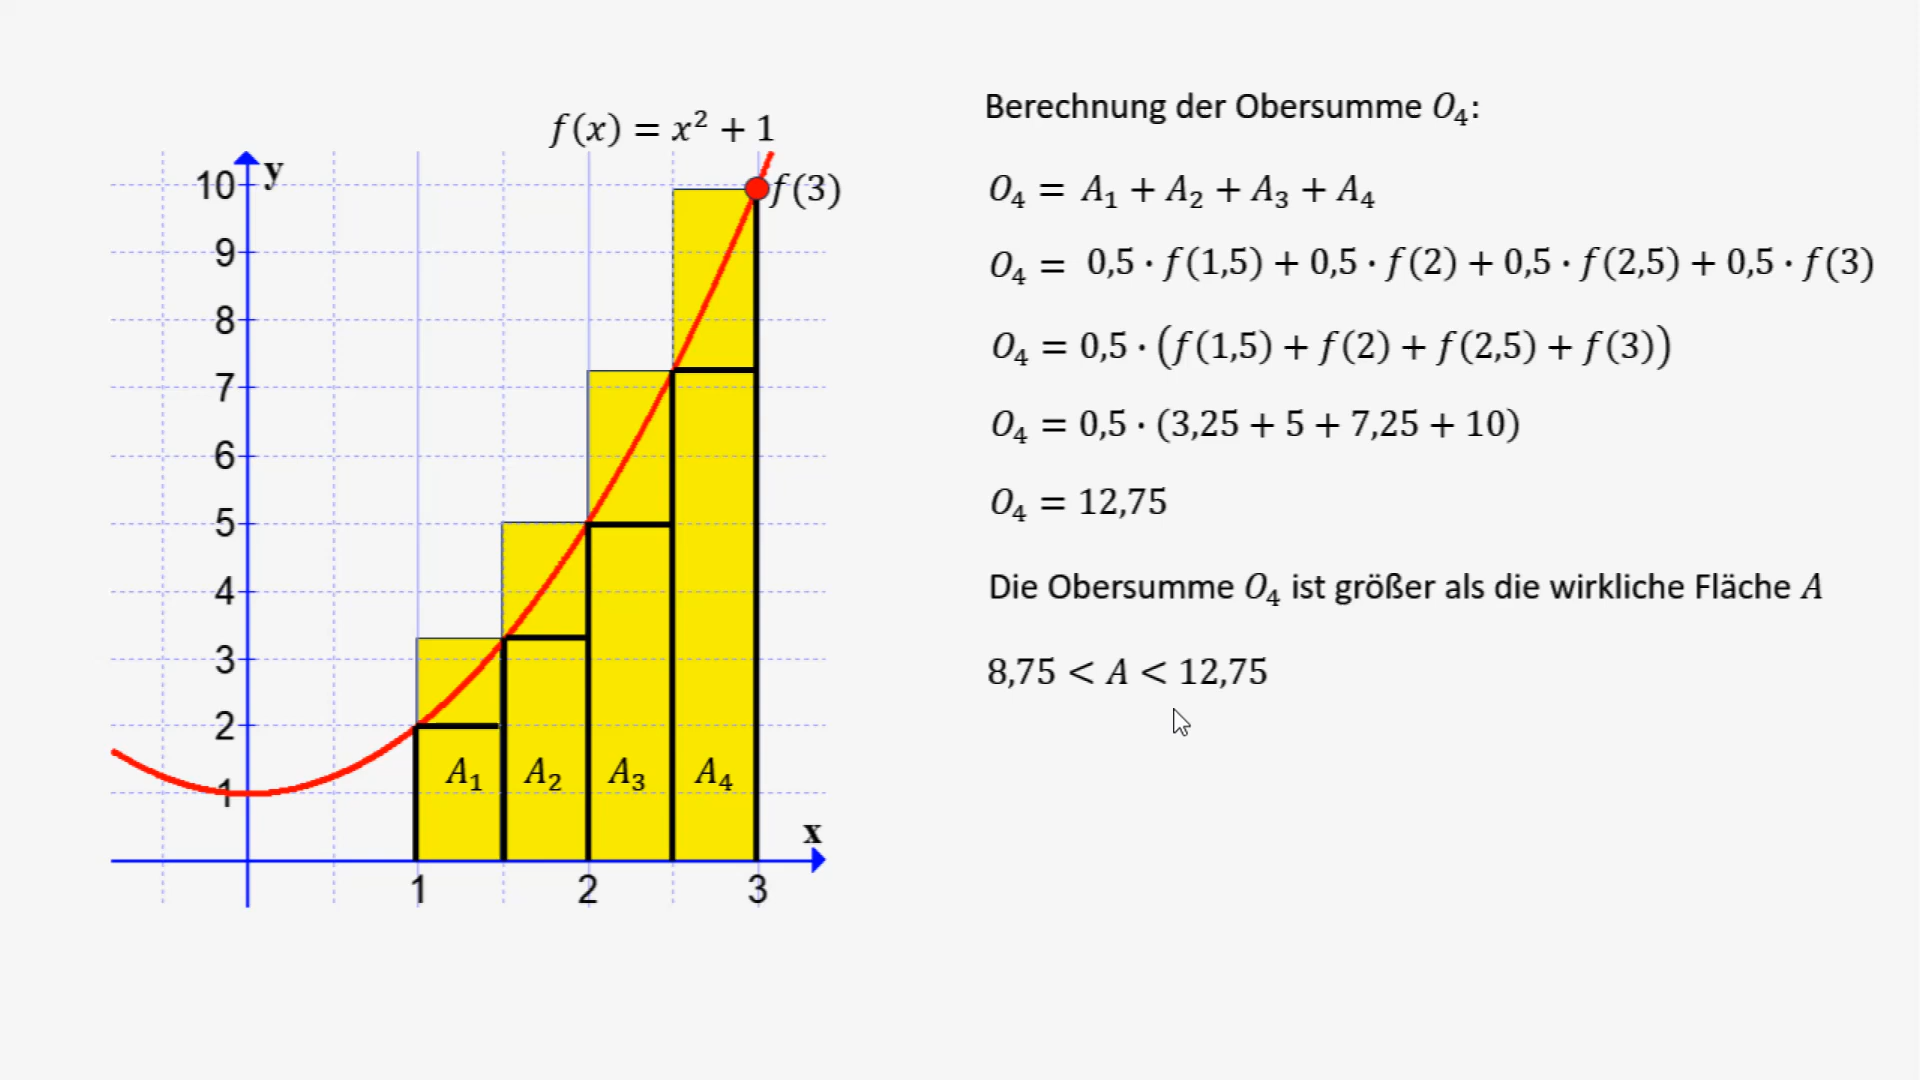 f(x) = x² + 1
y
f(3)
10
9
8
7
6
5
4
3
2
1
A₁ A₂ A₃ A₄
x
1 2 3
Berechnung der Obersumme O₄:
O₄ = A₁ + A₂ + A₃ + A₄
O₄ = 0,5 · f(1,5) + 0,5 · f(2) + 0,5 · f(2,5) + 0,5 · f(3)
O₄ = 0,5 · (f(1,5) + f(2) + f(2,5) + f(3))
O₄ = 0,5 · (3,25 + 5 + 7,25 + 10)
O₄ = 12,75
Die Obersumme O₄ ist größer als die wirkliche Fläche A
8,75 < A < 12,75